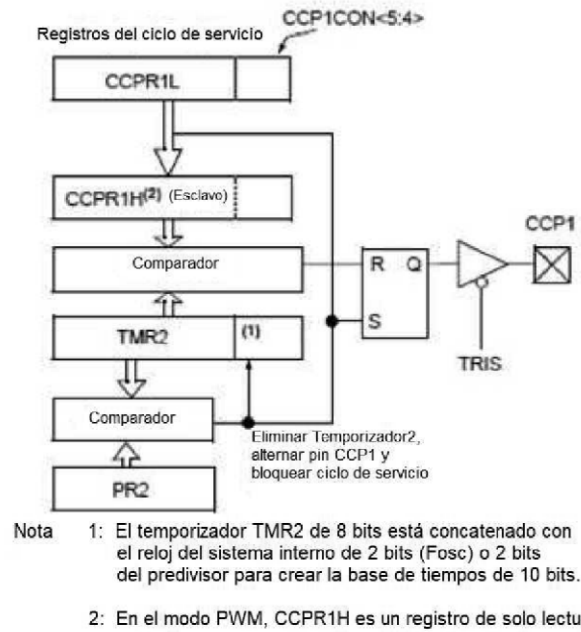 CCP1CON<5:4>
Registros del ciclo de servicio
CCPR1L
CCPR1H(2) (Esclavo)
CCP1
Comparador
R Q
TMR2 (1)
S
TRIS
Comparador
Eliminar Temporizador2,
alternar pin CCP1 y
bloquear ciclo de servicio
PR2
Nota 1: El temporizador TMR2 de 8 bits está concatenado con
el reloj del sistema interno de 2 bits (Fosc) o 2 bits
del predivisor para crear la base de tiempos de 10 bits.
2: En el modo PWM, CCPR1H es un registro de solo lectu